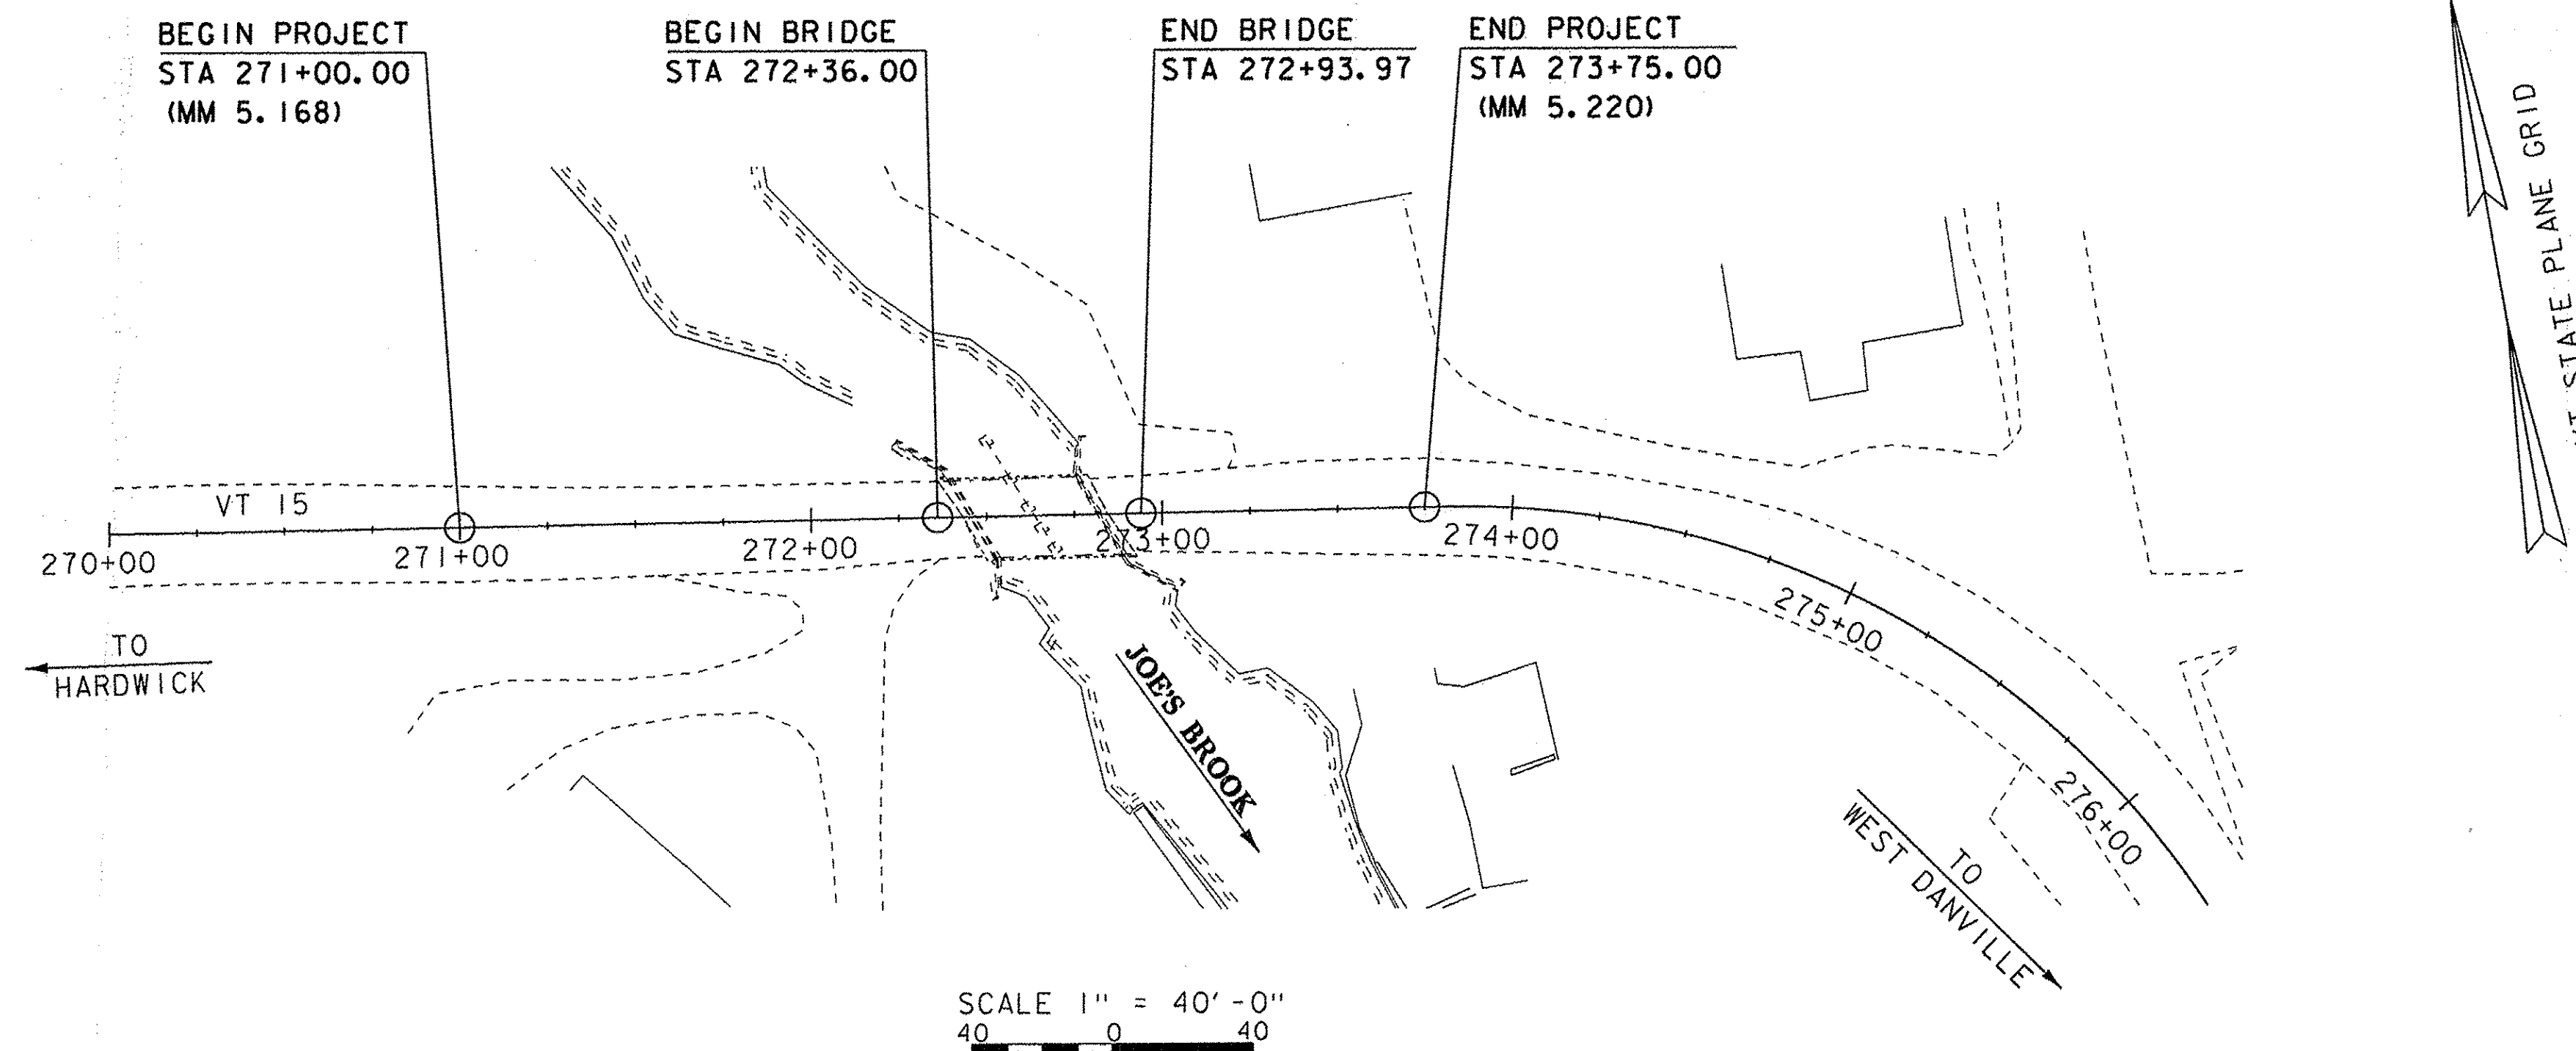 BEGIN PROJECT
STA 271+00.00
(MM 5.168)
BEGIN BRIDGE
STA 272+36.00
END BRIDGE
STA 272+93.97
END PROJECT
STA 273+75.00
(MM 5.220)
STATE PLANE GRID
VT 15
270+00
271+00
272+00
273+00
274+00
275+00
276+00
TO
HARDWICK
JOE'S BROOK
TO
WEST DANVILLE
SCALE 1" = 40'-0"
40 0 40